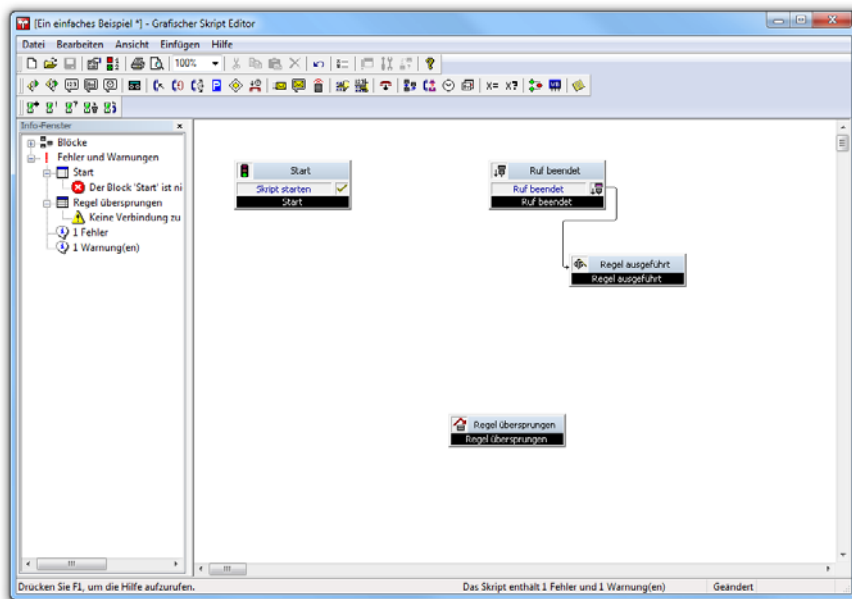 [Ein einfaches Beispiel *] - Grafischer Skript Editor
Datei Bearbeiten Ansicht Einfügen Hilfe
100%
X= X?
Info-Fenster
Blöcke
Fehler und Warnungen
Start
Der Block 'Start' ist ni
Regel übersprungen
Keine Verbindung zu
1 Fehler
1 Warnung(en)
Start
Skript starten
Start
Ruf beendet
Ruf beendet
Ruf beendet
Regel ausgeführt
Regel ausgeführt
Regel übersprungen
Regel übersprungen
Drücken Sie F1, um die Hilfe aufzurufen.
Das Skript enthält 1 Fehler und 1 Warnung(en)
Geändert